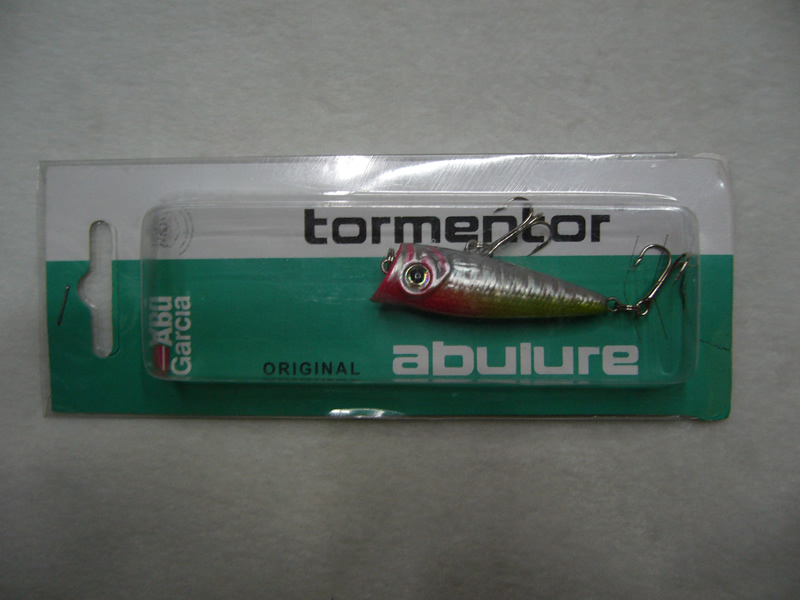 tormentor
Abu
Garcia
ORIGINAL
abulure